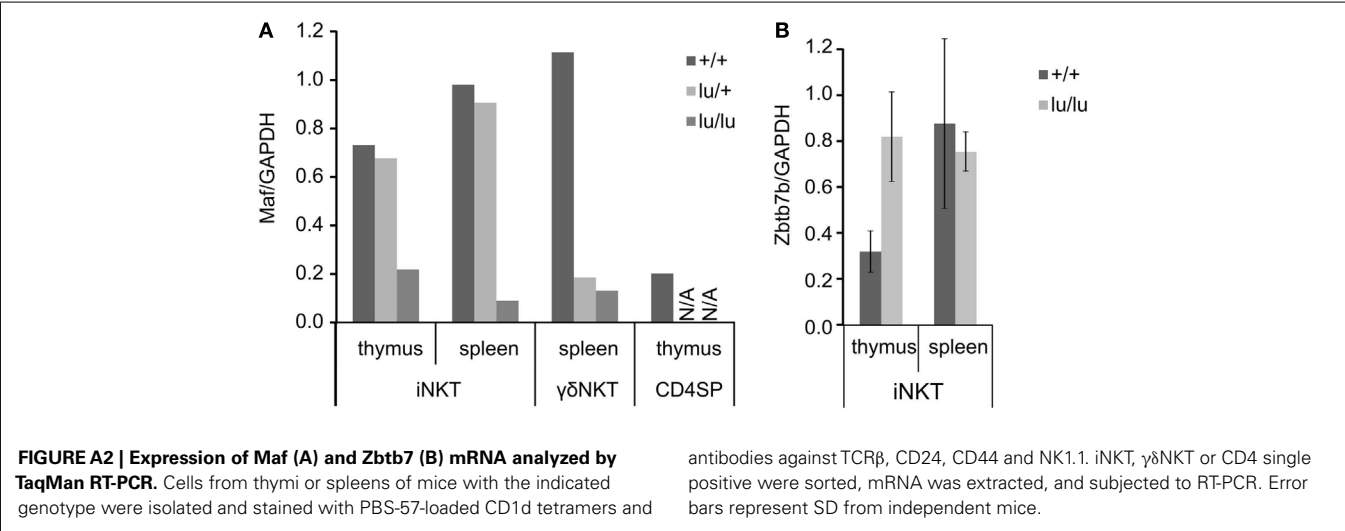 A
1.2
1.0
0.8
0.6
0.4
0.2
0.0
Maf/GAPDH
+/+
lu/+
lu/lu
N/A
N/A
thymus
spleen
spleen
thymus
iNKT
γδNKT
CD4SP
B
1.2
1.0
0.8
0.6
0.4
0.2
0.0
Zbtb7b/GAPDH
+/+
lu/lu
thymus
spleen
iNKT
FIGURE A2 | Expression of Maf (A) and Zbtb7 (B) mRNA analyzed by
TaqMan RT-PCR. Cells from thymi or spleens of mice with the indicated
genotype were isolated and stained with PBS-57-loaded CD1d tetramers and
antibodies against TCRβ, CD24, CD44 and NK1.1. iNKT, γδNKT or CD4 single
positive were sorted, mRNA was extracted, and subjected to RT-PCR. Error
bars represent SD from independent mice.